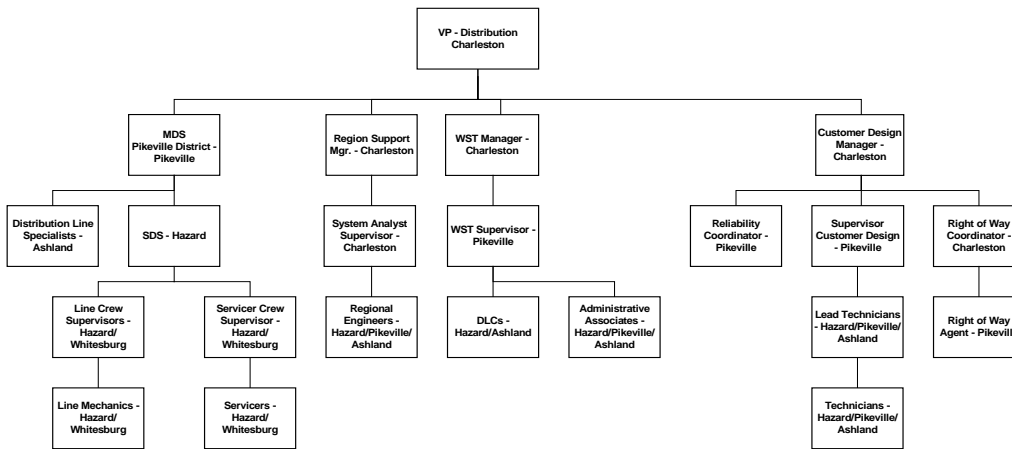 VP - Distribution
Charleston
MDS
Pikeville District -
Pikeville
Region Support
Mgr. - Charleston
WST Manager -
Charleston
Customer Design
Manager -
Charleston
Distribution Line
Specialists -
Ashland
SDS - Hazard
System Analyst
Supervisor -
Charleston
WST Supervisor -
Pikeville
Reliability
Coordinator -
Pikeville
Supervisor
Customer Design
- Pikeville
Right of Way
Coordinator -
Charleston
Line Crew
Supervisors -
Hazard/
Whitesburg
Servicer Crew
Supervisor -
Hazard/
Whitesburg
Regional
Engineers -
Hazard/Pikeville/
Ashland
DLCs -
Hazard/Ashland
Administrative
Associates -
Hazard/Pikeville/
Ashland
Lead Technicians
- Hazard/Pikeville/
Ashland
Right of Way
Agent - Pikeville
Line Mechanics -
Hazard/
Whitesburg
Servicers -
Hazard/
Whitesburg
Technicians -
Hazard/Pikeville/
Ashland